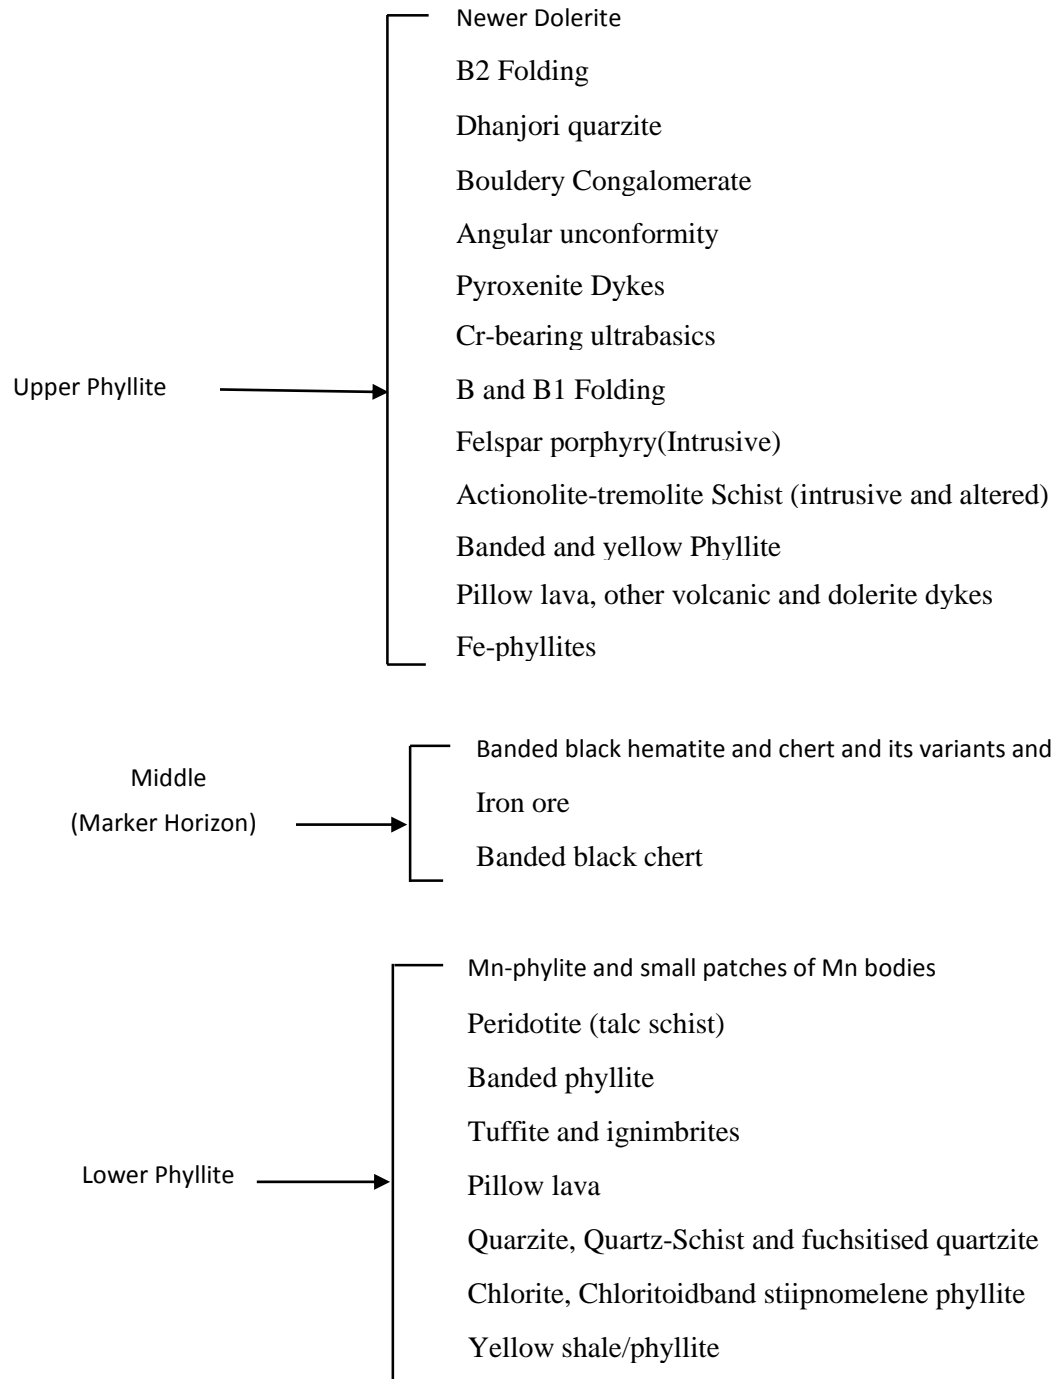 Newer Dolerite
B2 Folding
Dhanjori quarzite
Bouldery Congalomerate
Angular unconformity
Pyroxenite Dykes
Cr-bearing ultrabasics
Upper Phyllite
B and B1 Folding
Felspar porphyry(Intrusive)
Actionolite-tremolite Schist (intrusive and altered)
Banded and yellow Phyllite
Pillow lava, other volcanic and dolerite dykes
Fe-phyllites
Banded black hematite and chert and its variants and
Middle
(Marker Horizon)
Iron ore
Banded black chert
Mn-phylite and small patches of Mn bodies
Peridotite (talc schist)
Banded phyllite
Tuffite and ignimbrites
Lower Phyllite
Pillow lava
Quarzite, Quartz-Schist and fuchsitised quartzite
Chlorite, Chloritoidband stiipnomelene phyllite
Yellow shale/phyllite